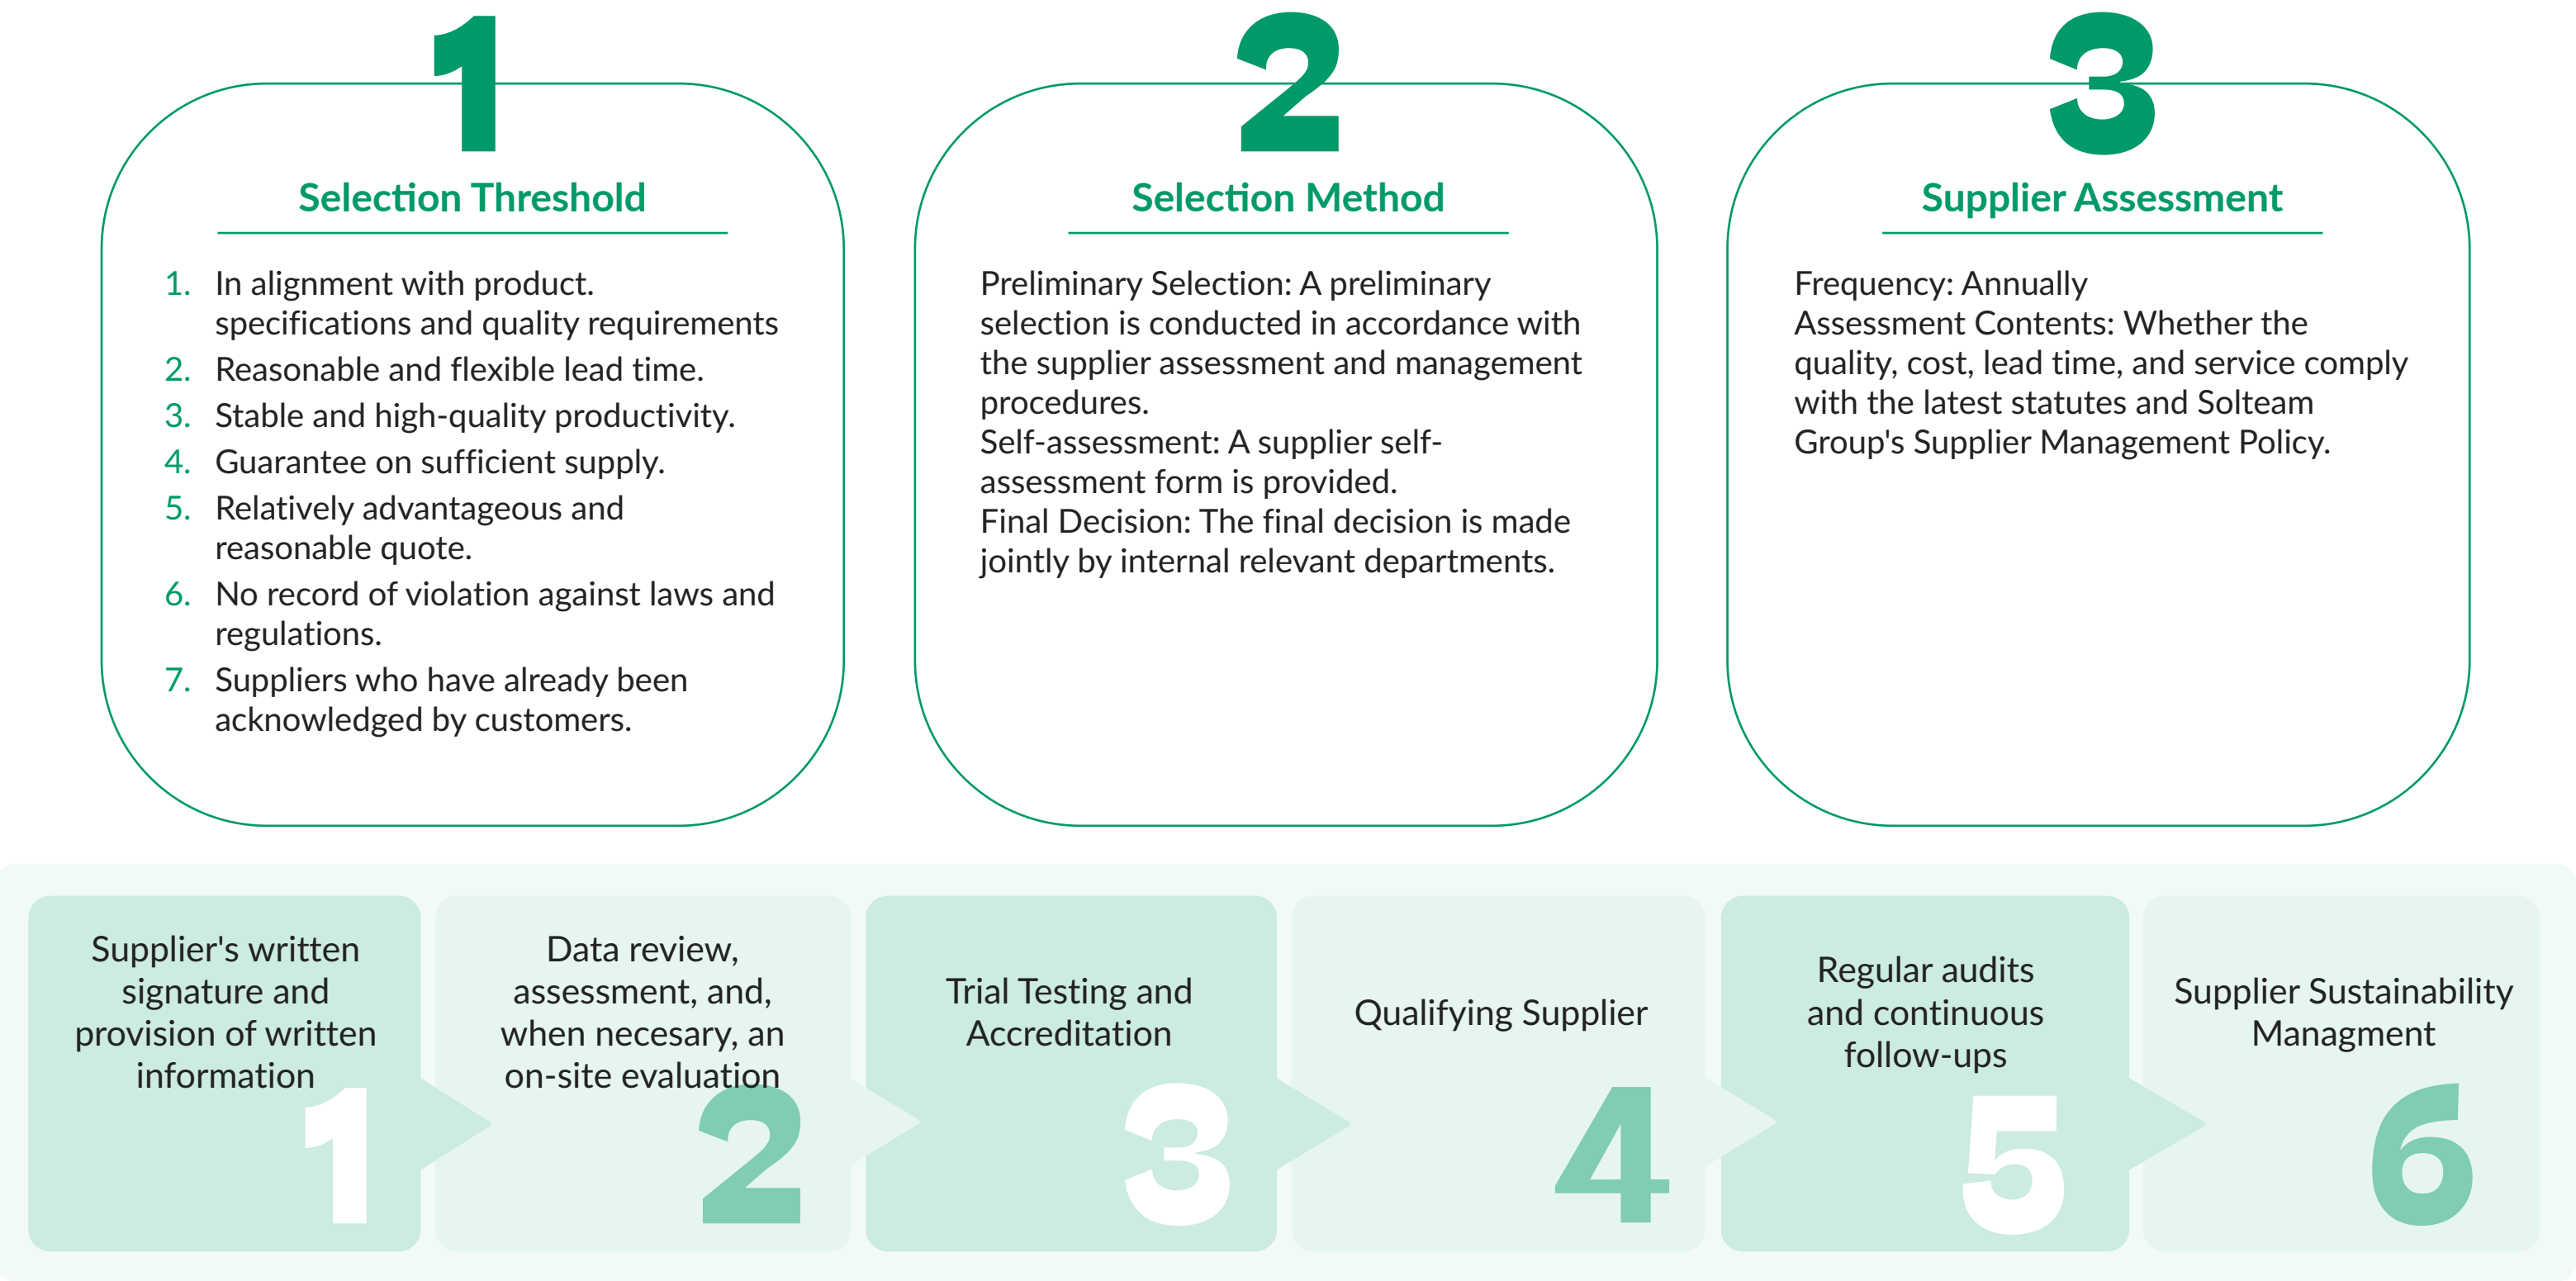 1
Selection Threshold
1. In alignment with product.
specifications and quality requirements
2. Reasonable and flexible lead time.
3. Stable and high-quality productivity.
4. Guarantee on sufficient supply.
5. Relatively advantageous and
reasonable quote.
6. No record of violation against laws and
regulations.
7. Suppliers who have already been
acknowledged by customers.
2
Selection Method
Preliminary Selection: A preliminary
selection is conducted in accordance with
the supplier assessment and management
procedures.
Self-assessment: A supplier self-
assessment form is provided.
Final Decision: The final decision is made
jointly by internal relevant departments.
3
Supplier Assessment
Frequency: Annually
Assessment Contents: Whether the
quality, cost, lead time, and service comply
with the latest statutes and Solteam
Group's Supplier Management Policy.
Supplier's written
signature and
provision of written
information
1
Data review,
assessment, and,
when necesary, an
on-site evaluation
2
Trial Testing and
Accreditation
3
Qualifying Supplier
4
Regular audits
and continuous
follow-ups
5
Supplier Sustainability
Managment
6